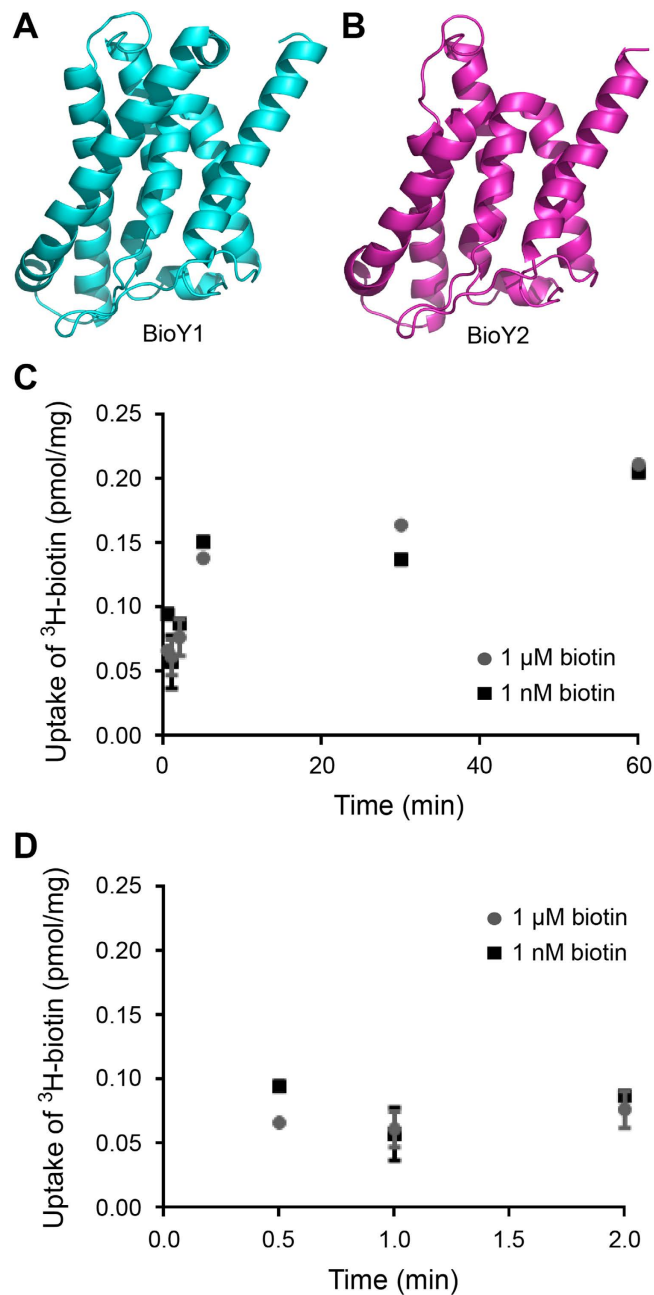 A
B
BioY1
BioY2
C
Uptake of ³H-biotin (pmol/mg)
0.25
0.20
0.15
0.10
0.05
0.00
1 µM biotin
1 nM biotin
0
20
40
60
Time (min)
D
Uptake of ³H-biotin (pmol/mg)
0.25
0.20
0.15
0.10
0.05
0.00
1 µM biotin
1 nM biotin
0.0
0.5
1.0
1.5
2.0
Time (min)